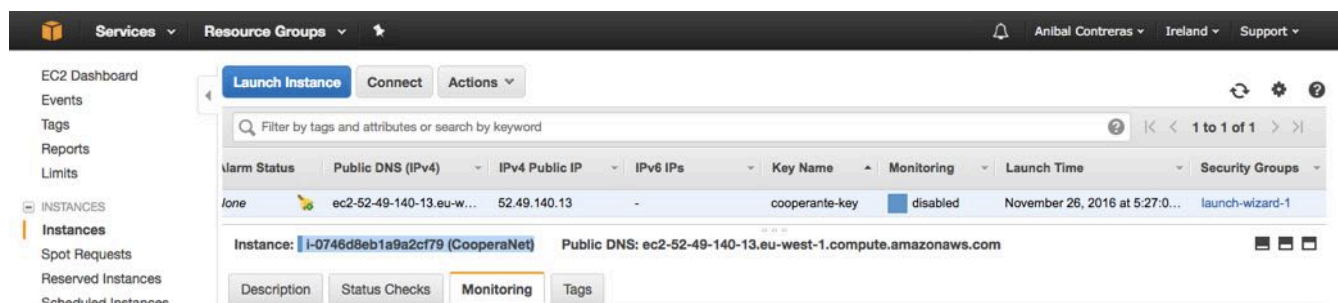 Services Resource Groups Anibal Contreras Ireland Support
EC2 Dashboard
Events
Tags
Reports
Limits
INSTANCES
Instances
Spot Requests
Reserved Instances
Scheduled Instances
Launch Instance Connect Actions
Filter by tags and attributes or search by keyword 1 to 1 of 1
Alarm Status Public DNS (IPv4) IPv4 Public IP IPv6 IPs Key Name Monitoring Launch Time Security Groups
lone ec2-52-49-140-13.eu-w... 52.49.140.13 - cooperante-key disabled November 26, 2016 at 5:27:0... launch-wizard-1
Instance: i-0746d8eb1a9a2cf79 (CooperaNet) Public DNS: ec2-52-49-140-13.eu-west-1.compute.amazonaws.com
Description Status Checks Monitoring Tags